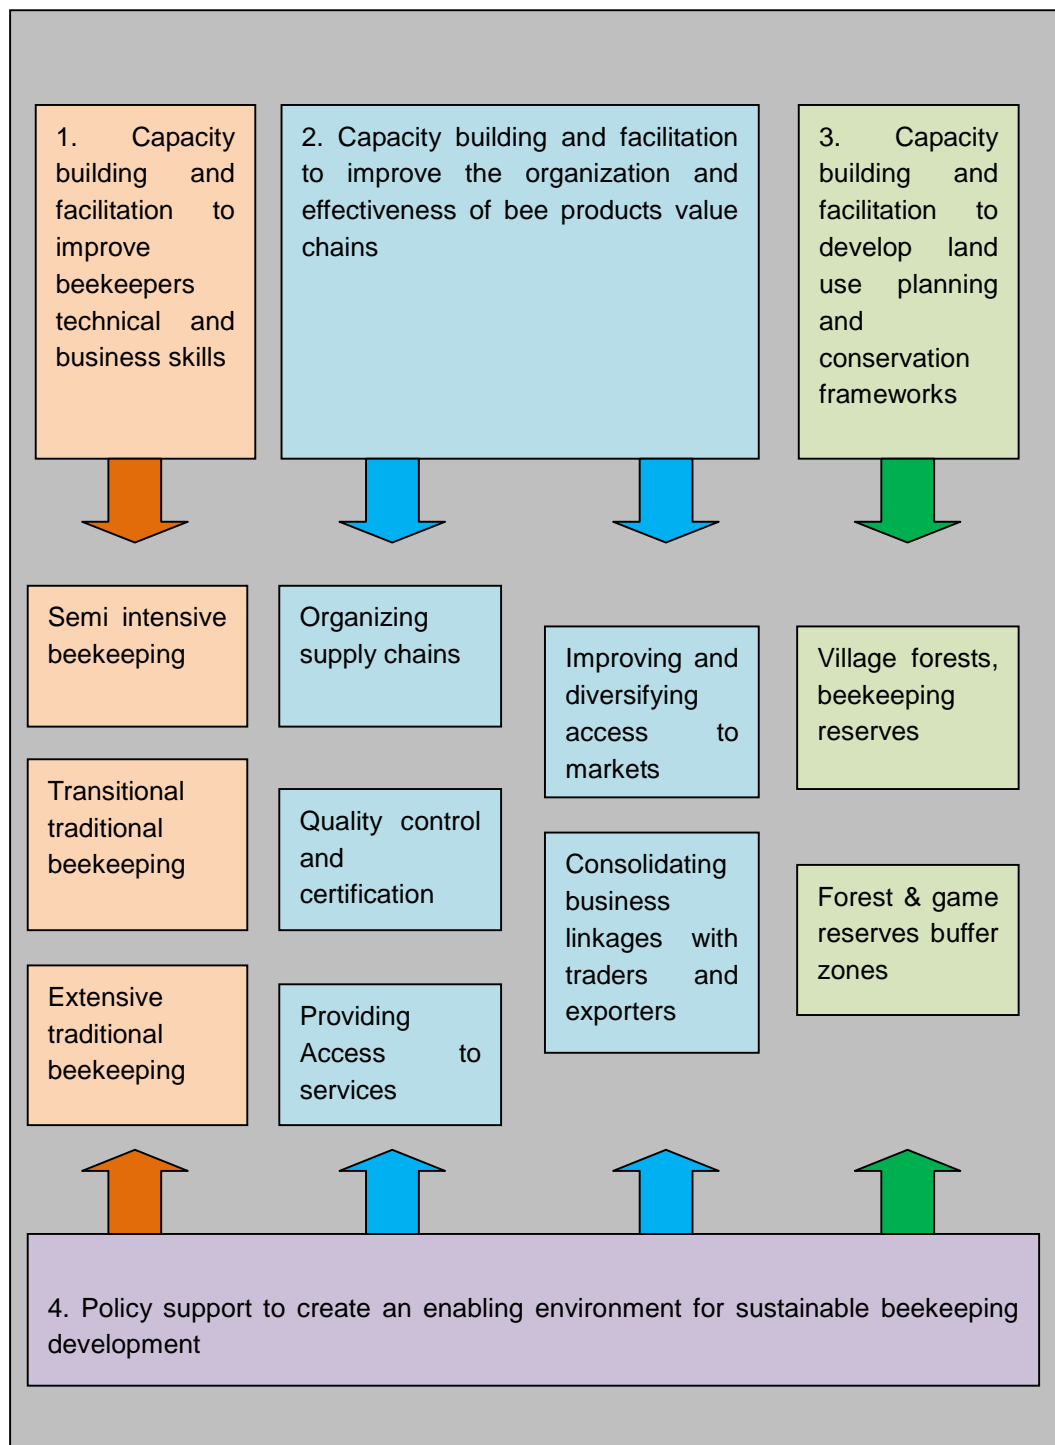 1. Capacity
building and
facilitation to
improve
beekeepers
technical and
business skills
2. Capacity building and facilitation
to improve the organization and
effectiveness of bee products value
chains
3. Capacity
building and
facilitation to
develop land
use planning
and
conservation
frameworks
Semi intensive
beekeeping
Transitional
traditional
beekeeping
Extensive
traditional
beekeeping
Organizing
supply chains
Quality control
and
certification
Providing
Access to
services
Improving and
diversifying
access to
markets
Consolidating
business
linkages with
traders and
exporters
Village forests,
beekeeping
reserves
Forest & game
reserves buffer
zones
4. Policy support to create an enabling environment for sustainable beekeeping
development